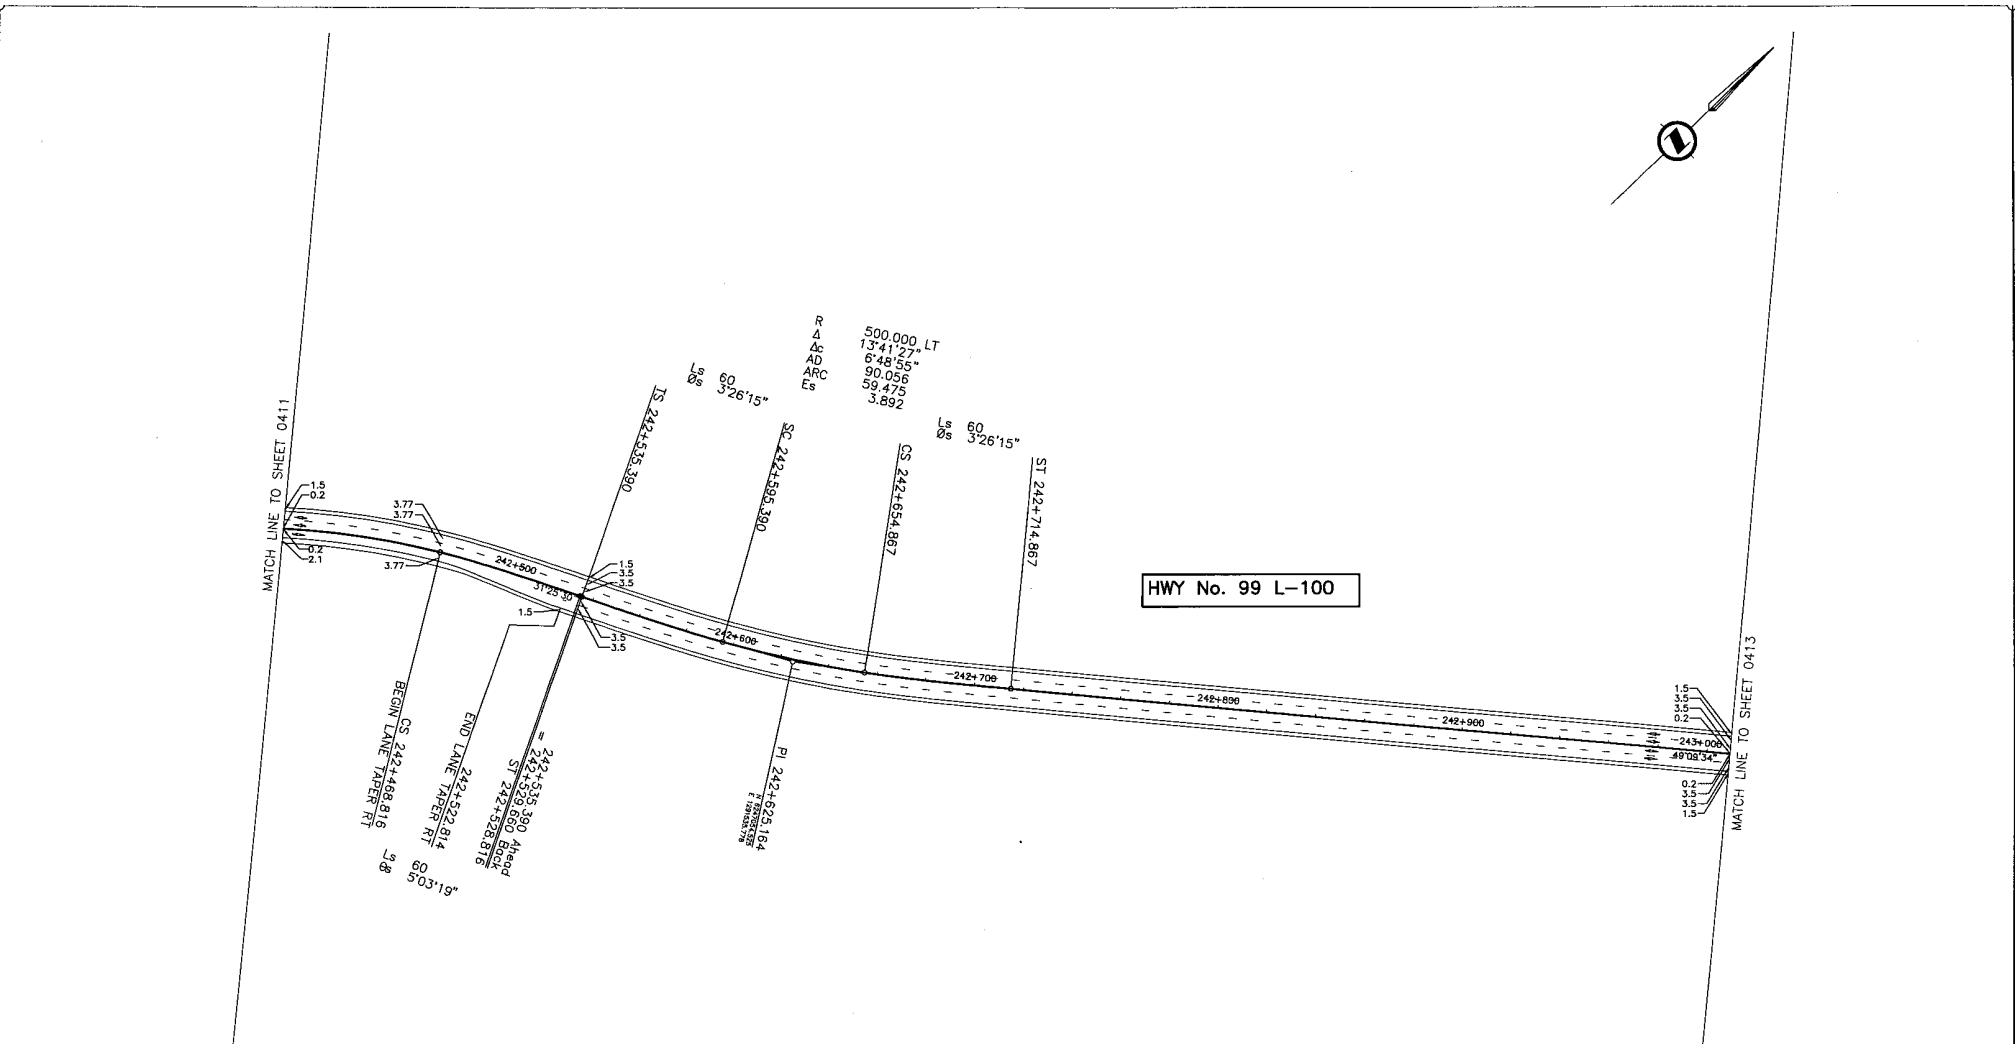 MATCH LINE TO SHEET 0411
1.5
0.2
0.2
2.1
3.77
3.77
3.77
242+500
31°25'30"
1.5
3.5
3.5
1.5
3.5
3.5
TS 242+535.390
Ls 60
Øs 3°26'15"
SC 242+595.390
R 500.000 LT
Δ 13°41'27"
Δc 6°48'55"
AD 90.056
ARC 59.475
Es 3.892
CS 242+654.867
Ls 60
Øs 3°26'15"
ST 242+714.867
HWY No. 99 L-100
242+600
242+700
242+800
242+900
243+000
49°09'34"
1.5
3.5
3.5
0.2
0.2
3.5
3.5
1.5
MATCH LINE TO SHEET 0413
CS 242+468.816
BEGIN LANE TAPER RT
242+522.814
END LANE TAPER RT
Ls 60
Øs 5°03'19"
= 242+535.390 Ahead
242+529.660 Back
ST 242+528.816
PI 242+625.164